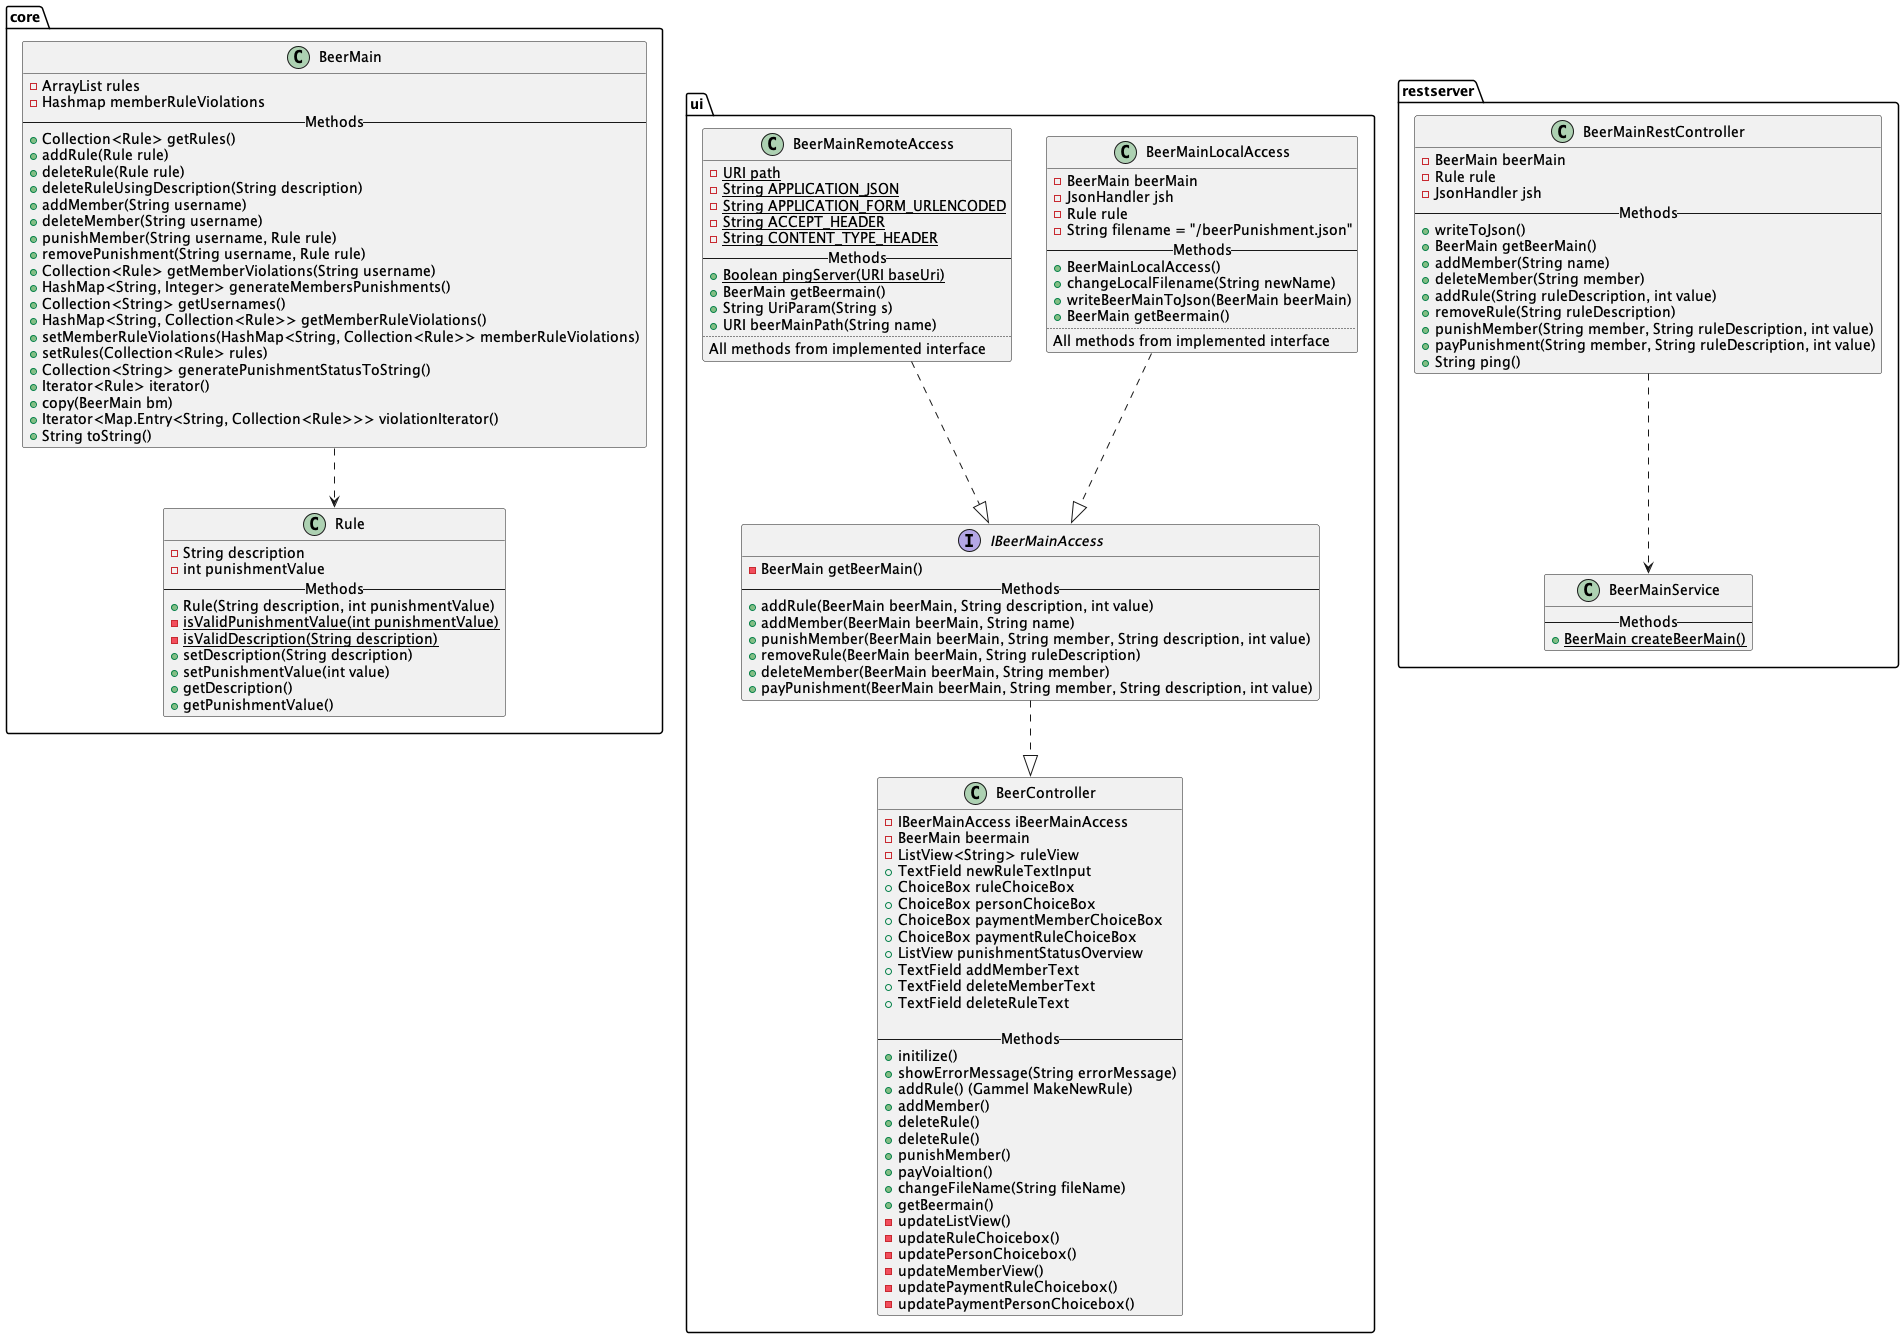 core
C BeerMain
ArrayList rules
Hashmap memberRuleViolations
Methods
Collection<Rule> getRules()
addRule(Rule rule)
deleteRule(Rule rule)
deleteRuleUsingDescription(String description)
addMember(String username)
deleteMember(String username)
punishMember(String username, Rule rule)
removePunishment(String username, Rule rule)
Collection<Rule> getMemberViolations(String username)
HashMap<String, Integer> generateMembersPunishments()
Collection<String> getUsernames()
HashMap<String, Collection<Rule>> getMemberRuleViolations()
setMemberRuleViolations(HashMap<String, Collection<Rule>> memberRuleViolations)
setRules(Collection<Rule> rules)
Collection<String> generatePunishmentStatusToString()
Iterator<Rule> iterator()
copy(BeerMain bm)
Iterator<Map.Entry<String, Collection<Rule>>> violationIterator()
String toString()
C Rule
String description
int punishmentValue
Methods
Rule(String description, int punishmentValue)
isValidPunishmentValue(int punishmentValue)
isValidDescription(String description)
setDescription(String description)
setPunishmentValue(int value)
getDescription()
getPunishmentValue()
ui
C BeerMainRemoteAccess
URI path
String APPLICATION_JSON
String APPLICATION_FORM_URLENCODED
String ACCEPT_HEADER
String CONTENT_TYPE_HEADER
Methods
Boolean pingServer(URI baseUri)
BeerMain getBeermain()
String UriParam(String s)
URI beerMainPath(String name)
All methods from implemented interface
C BeerMainLocalAccess
BeerMain beerMain
JsonHandler jsh
Rule rule
String filename = "/beerPunishment.json"
Methods
BeerMainLocalAccess()
changeLocalFilename(String newName)
writeBeerMainToJson(BeerMain beerMain)
BeerMain getBeermain()
All methods from implemented interface
I IBeerMainAccess
BeerMain getBeerMain()
Methods
addRule(BeerMain beerMain, String description, int value)
addMember(BeerMain beerMain, String name)
punishMember(BeerMain beerMain, String member, String description, int value)
removeRule(BeerMain beerMain, String ruleDescription)
deleteMember(BeerMain beerMain, String member)
payPunishment(BeerMain beerMain, String member, String description, int value)
C BeerController
IBeerMainAccess iBeerMainAccess
BeerMain beermain
ListView<String> ruleView
TextField newRuleTextInput
ChoiceBox ruleChoiceBox
ChoiceBox personChoiceBox
ChoiceBox paymentMemberChoiceBox
ChoiceBox paymentRuleChoiceBox
ListView punishmentStatusOverview
TextField addMemberText
TextField deleteMemberText
TextField deleteRuleText
Methods
initilize()
showErrorMessage(String errorMessage)
addRule() (Gammel MakeNewRule)
addMember()
deleteRule()
deleteRule()
punishMember()
payVoialtion()
changeFileName(String fileName)
getBeermain()
updateListView()
updateRuleChoicebox()
updatePersonChoicebox()
updateMemberView()
updatePaymentRuleChoicebox()
updatePaymentPersonChoicebox()
restserver
C BeerMainRestController
BeerMain beerMain
Rule rule
JsonHandler jsh
Methods
writeToJson()
BeerMain getBeerMain()
addMember(String name)
deleteMember(String member)
addRule(String ruleDescription, int value)
removeRule(String ruleDescription)
punishMember(String member, String ruleDescription, int value)
payPunishment(String member, String ruleDescription, int value)
String ping()
C BeerMainService
Methods
BeerMain createBeerMain()